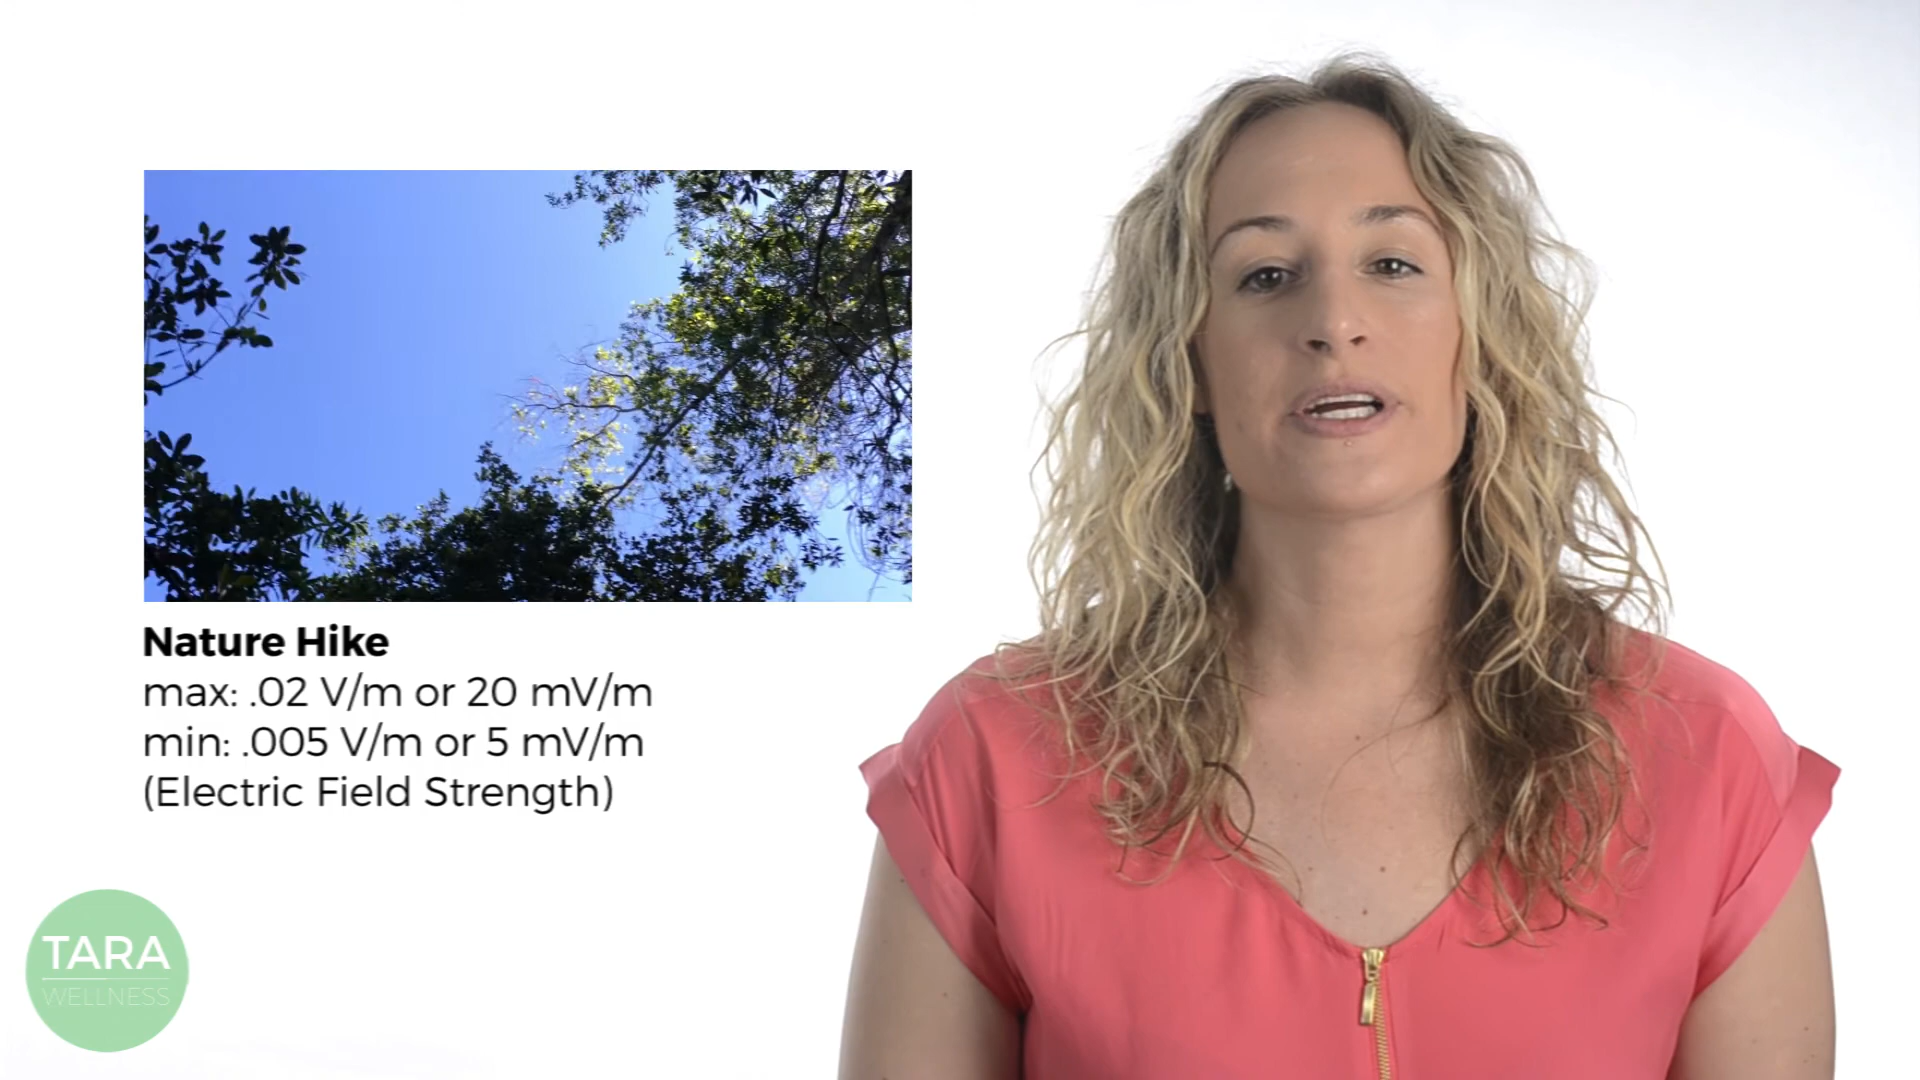 Nature Hike
max: .02 V/m or 20 mV/m
min: .005 V/m or 5 mV/m
(Electric Field Strength)
TARA
WELLNESS